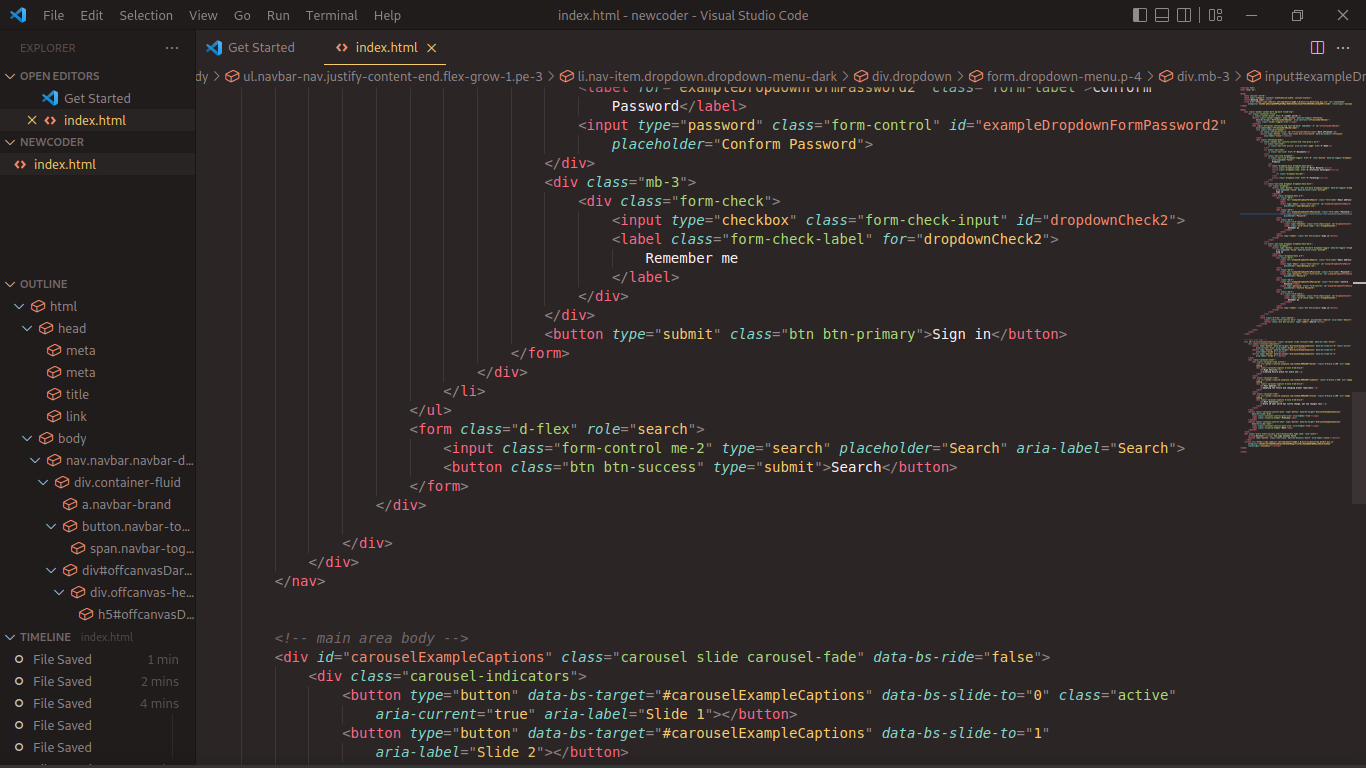 File Edit Selection View Go Run Terminal Help
index.html - newcoder - Visual Studio Code
EXPLORER
OPEN EDITORS
Get Started
index.html
NEWCODER
index.html
OUTLINE
html
head
meta
meta
title
link
body
nav.navbar.navbar-d...
div.container-fluid
a.navbar-brand
button.navbar-to...
span.navbar-tog...
div#offcanvasDar...
div.offcanvas-he...
h5#offcanvasD...
TIMELINE index.html
File Saved 1 min
File Saved 2 mins
File Saved 4 mins
File Saved
File Saved
Get Started
index.html
dy > ul.navbar-nav.justify-content-end.flex-grow-1.pe-3 > li.nav-item.dropdown.dropdown-menu-dark > div.dropdown > form.dropdown-menu.p-4 > div.mb-3 > input#exampleDr
<label for="exampleDropdownFormPassword2" class="form-label">Conform
Password</label>
<input type="password" class="form-control" id="exampleDropdownFormPassword2"
placeholder="Conform Password">
</div>
<div class="mb-3">
<div class="form-check">
<input type="checkbox" class="form-check-input" id="dropdownCheck2">
<label class="form-check-label" for="dropdownCheck2">
Remember me
</label>
</div>
</div>
<button type="submit" class="btn btn-primary">Sign in</button>
</form>
</div>
</li>
</ul>
<form class="d-flex" role="search">
<input class="form-control me-2" type="search" placeholder="Search" aria-label="Search">
<button class="btn btn-success" type="submit">Search</button>
</form>
</div>
</div>
</div>
</nav>
<!-- main area body -->
<div id="carouselExampleCaptions" class="carousel slide carousel-fade" data-bs-ride="false">
<div class="carousel-indicators">
<button type="button" data-bs-target="#carouselExampleCaptions" data-bs-slide-to="0" class="active"
aria-current="true" aria-label="Slide 1"></button>
<button type="button" data-bs-target="#carouselExampleCaptions" data-bs-slide-to="1"
aria-label="Slide 2"></button>